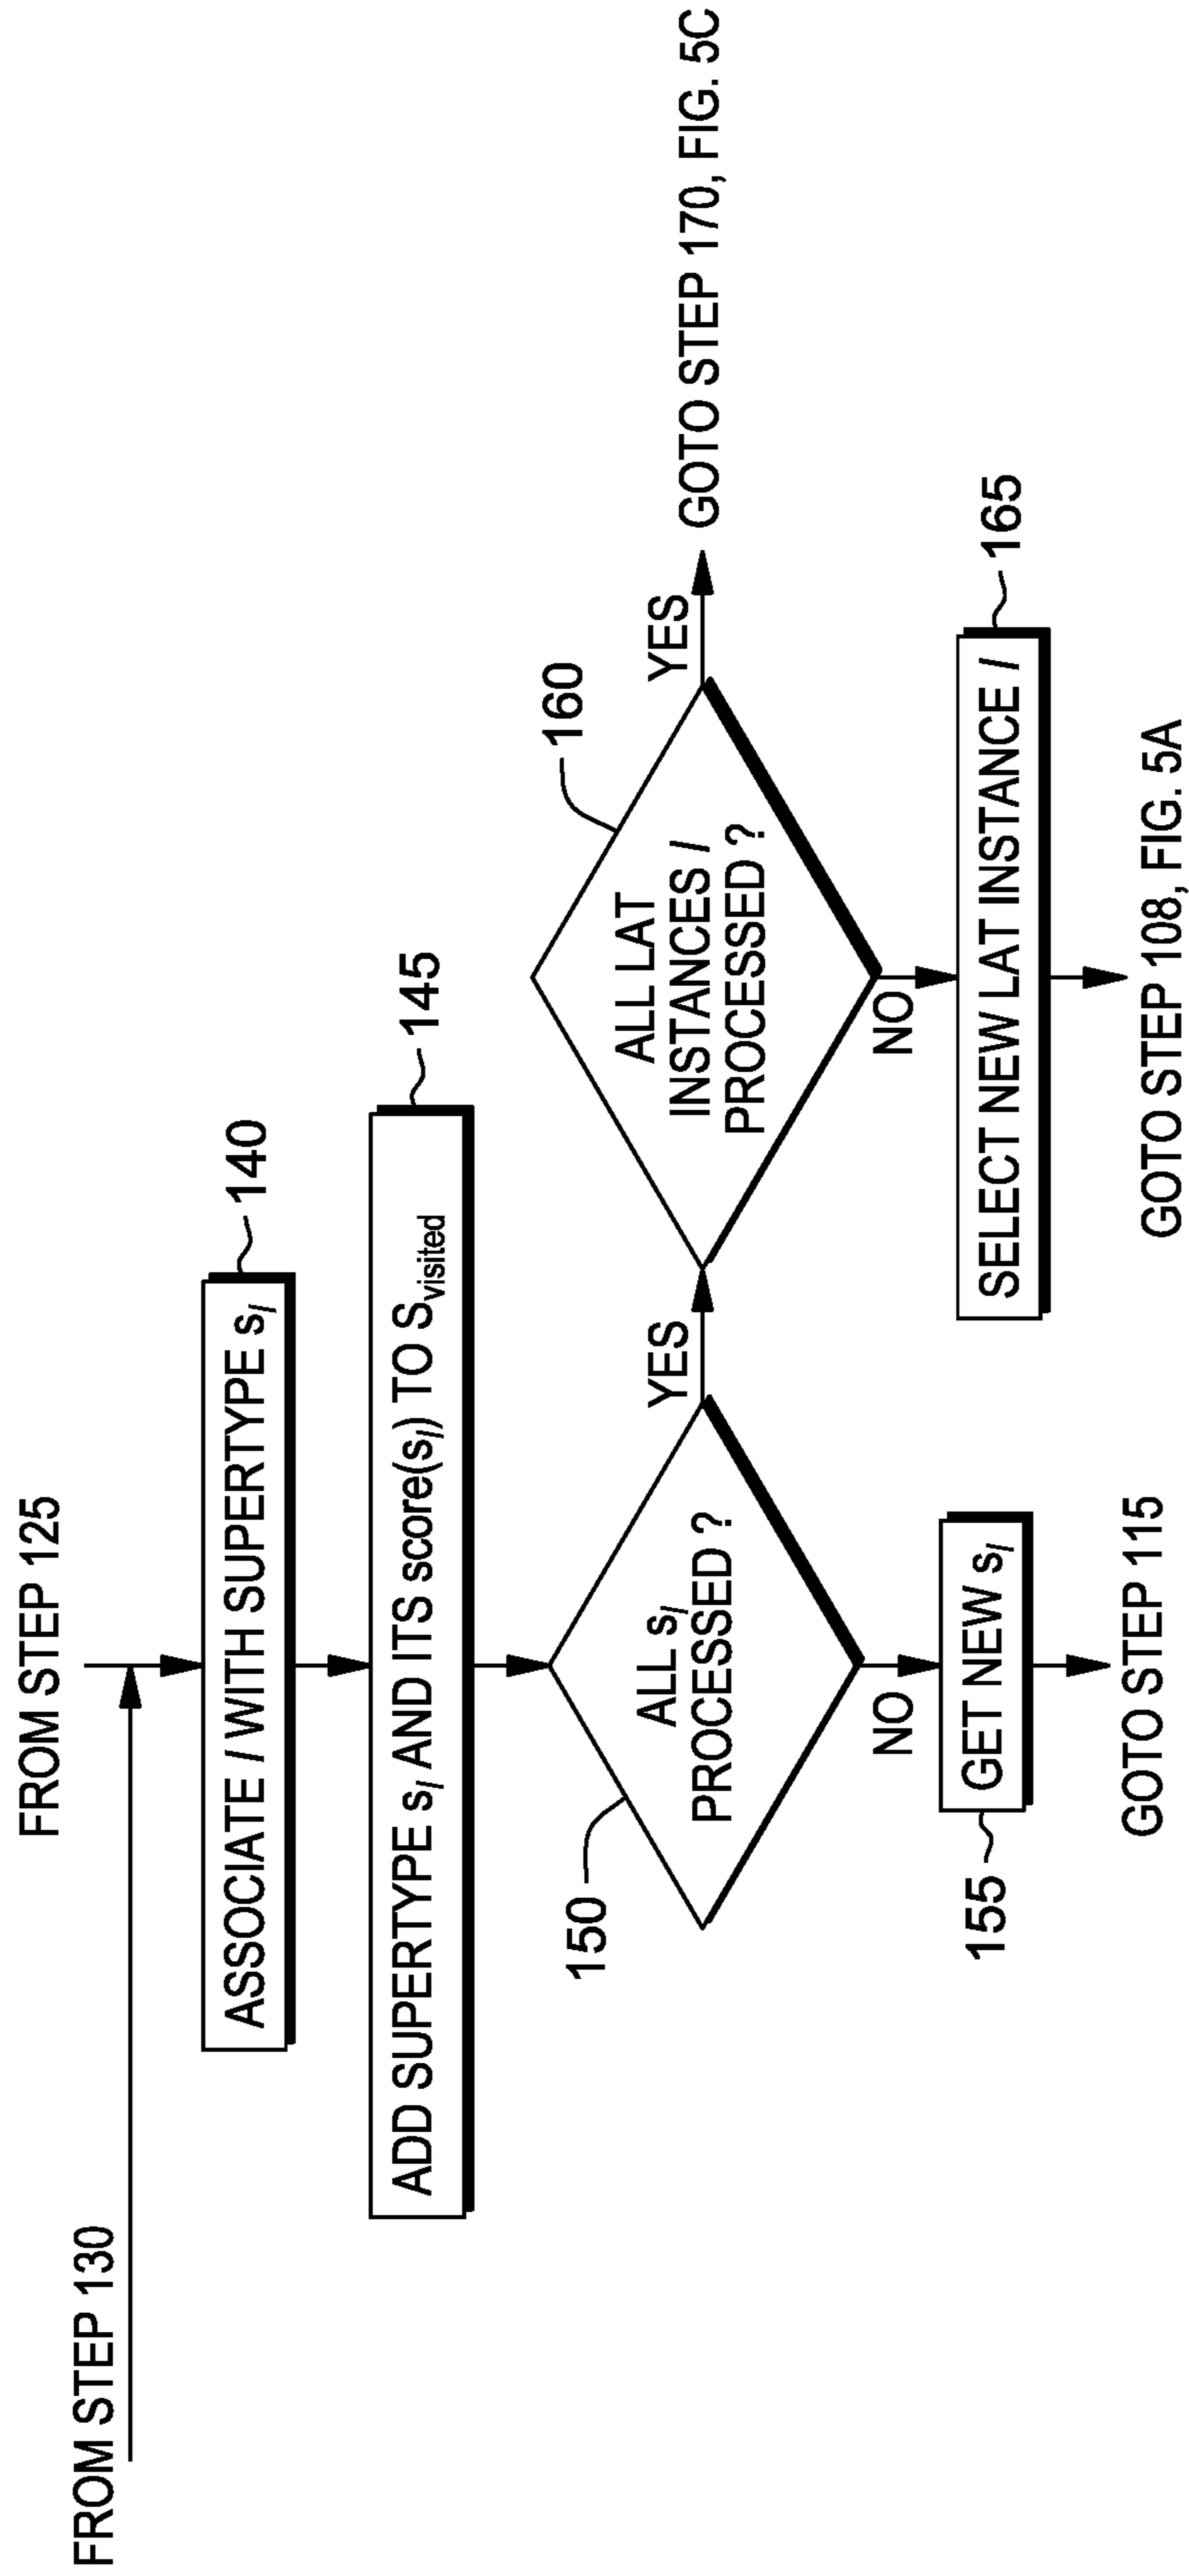 FROM STEP 125
FROM STEP 130
ASSOCIATE l WITH SUPERTYPE sl
140
ADD SUPERTYPE sl AND ITS score(sl) TO Svisited
145
150
ALL sl
PROCESSED ?
YES
NO
160
ALL LAT
INSTANCES l
PROCESSED ?
YES
GOTO STEP 170, FIG. 5C
NO
155
GET NEW sl
GOTO STEP 115
SELECT NEW LAT INSTANCE l
165
GOTO STEP 108, FIG. 5A